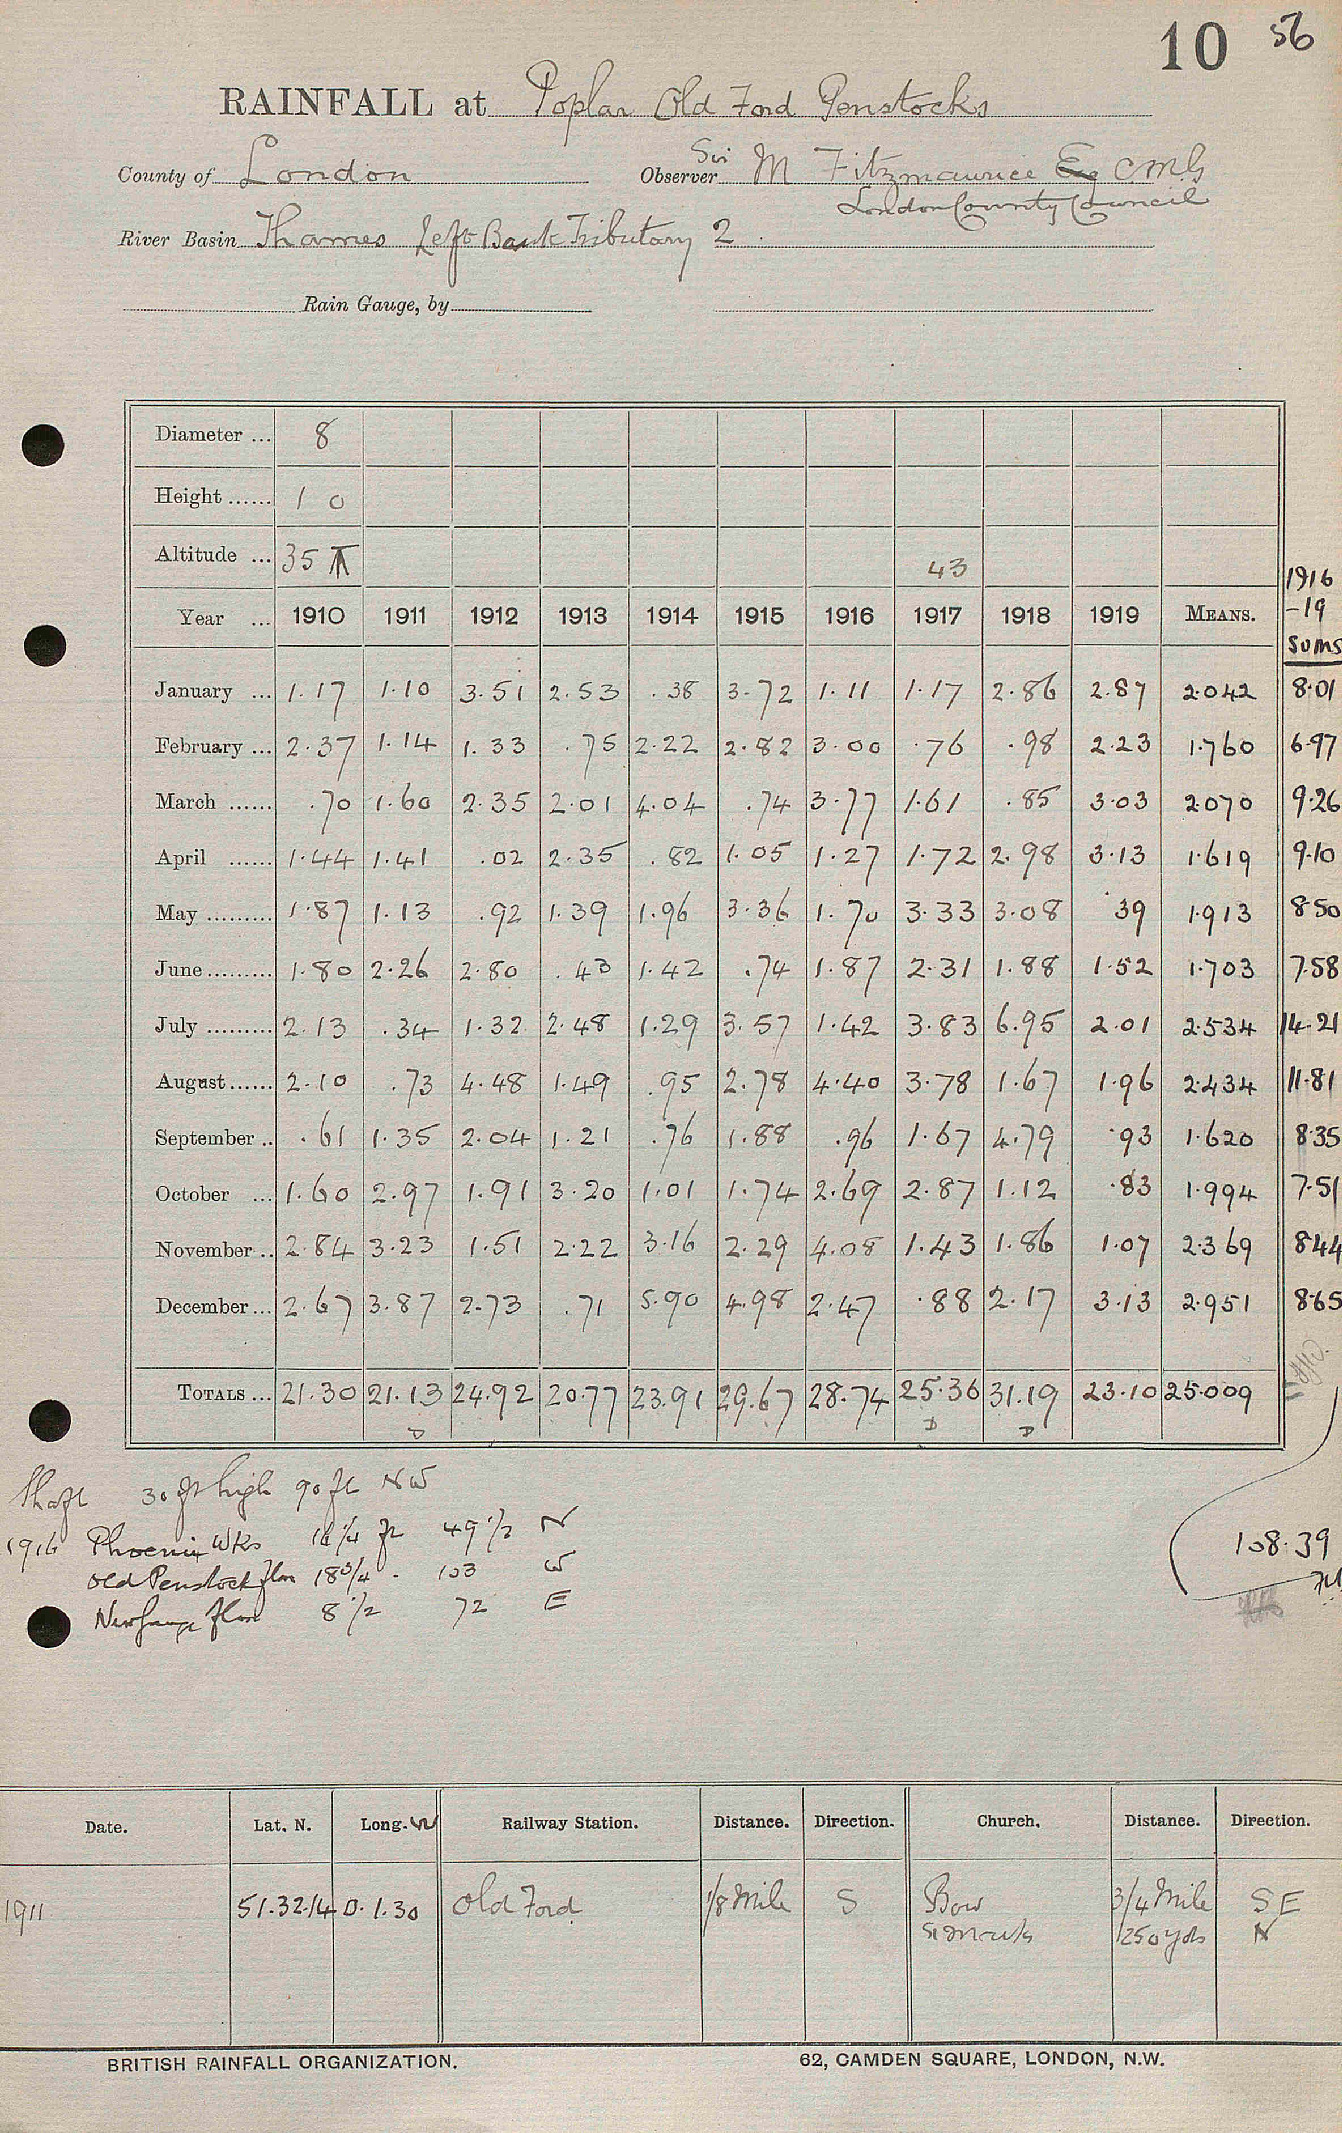 10 56
RAINFALL at Poplar Old Ford Penstocks
County of London Observer Sir M Fitzmaurice Esq CMG
London County Council
River Basin Thames Left Bank Tributary 2
Rain Gauge, by
Diameter ... 8
Height ...... 1 0
Altitude ... 35 43
1916
Year ... 1910 1911 1912 1913 1914 1915 1916 1917 1918 1919 MEANS. -19
SUMS
January ... 1.17 1.10 3.51 2.53 .38 3.72 1.11 1.17 2.86 2.87 2.042 8.01
February ... 2.37 1.14 1.33 .75 2.22 2.82 3.00 .76 .98 2.23 1.760 6.97
March ...... .70 1.60 2.35 2.01 4.04 .74 3.77 1.61 .85 3.03 2.070 9.26
April ...... 1.44 1.41 .02 2.35 .82 1.05 1.27 1.72 2.98 3.13 1.619 9.10
May ......... 1.87 1.13 .92 1.39 1.96 3.36 1.70 3.33 3.08 .39 1.913 8.50
June ......... 1.80 2.26 2.80 .43 1.42 .74 1.87 2.31 1.88 1.52 1.703 7.58
July ......... 2.13 .34 1.32 2.48 1.29 3.57 1.42 3.83 6.95 2.01 2.534 14.21
August ...... 2.10 .73 4.48 1.49 .95 2.78 4.40 3.78 1.67 1.96 2.434 11.81
September .. .61 1.35 2.04 1.21 .76 1.88 .96 1.67 4.79 .93 1.620 8.35
October ... 1.60 2.97 1.91 3.20 1.01 1.74 2.69 2.87 1.12 .83 1.994 7.51
November .. 2.84 3.23 1.51 2.22 3.16 2.29 4.08 1.43 1.86 1.07 2.369 8.44
December ... 2.67 3.87 2.73 .71 5.90 4.98 2.47 .88 2.17 3.13 2.951 8.65
TOTALS ... 21.30 21.13 24.92 20.77 23.91 29.67 28.74 25.36 31.19 23.10 25.009
D D D
Shaft 30 ft high 90 ft NW
1916 Phoenix Wks 16 1/4 ft 49 1/2 N
108.39
Old Penstock 18 3/4 . 103 W
8 1/2 72 E
Date. Lat. N. Long. W Railway Station. Distance. Direction. Church. Distance. Direction.
1911 51.32.14 0.1.30 Old Ford 1/8 Mile S Bow 3/4 Mile SE
St Marks 250 yds N
BRITISH RAINFALL ORGANIZATION. 62, CAMDEN SQUARE, LONDON, N.W.